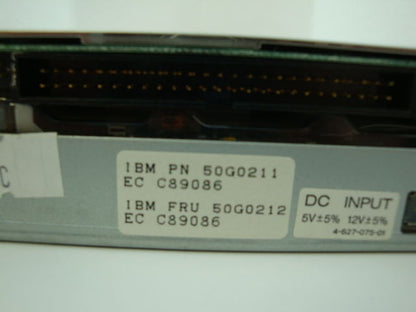 C
IBM PN 50G0211
EC C89086
IBM FRU 50G0212
EC C89086
DC INPUT
5V±5% 12V±5%
4-627-075-01